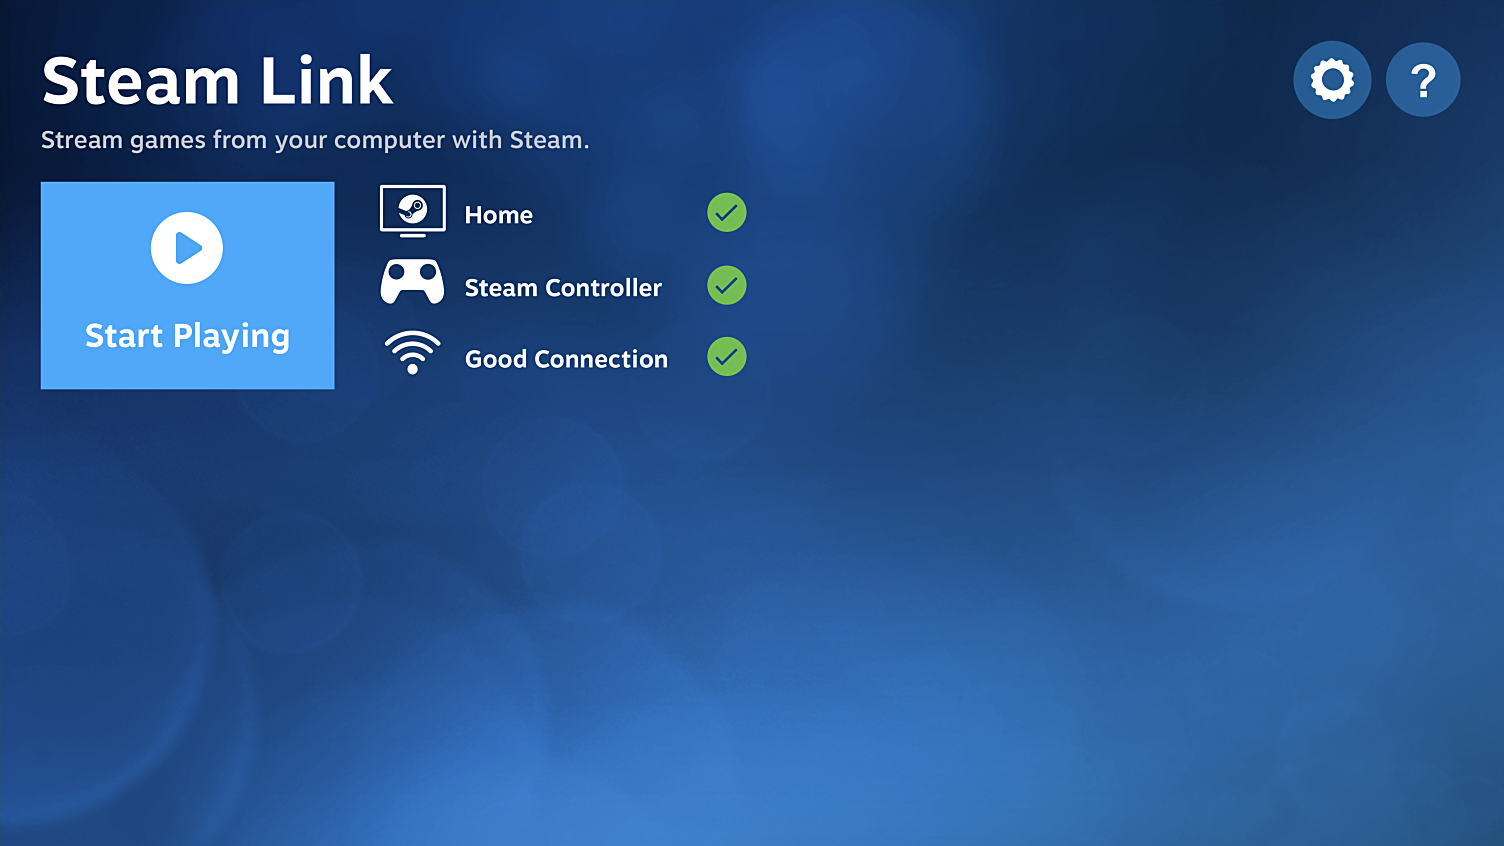 Steam Link
Stream games from your computer with Steam.
?
Start Playing
Home
Steam Controller
Good Connection